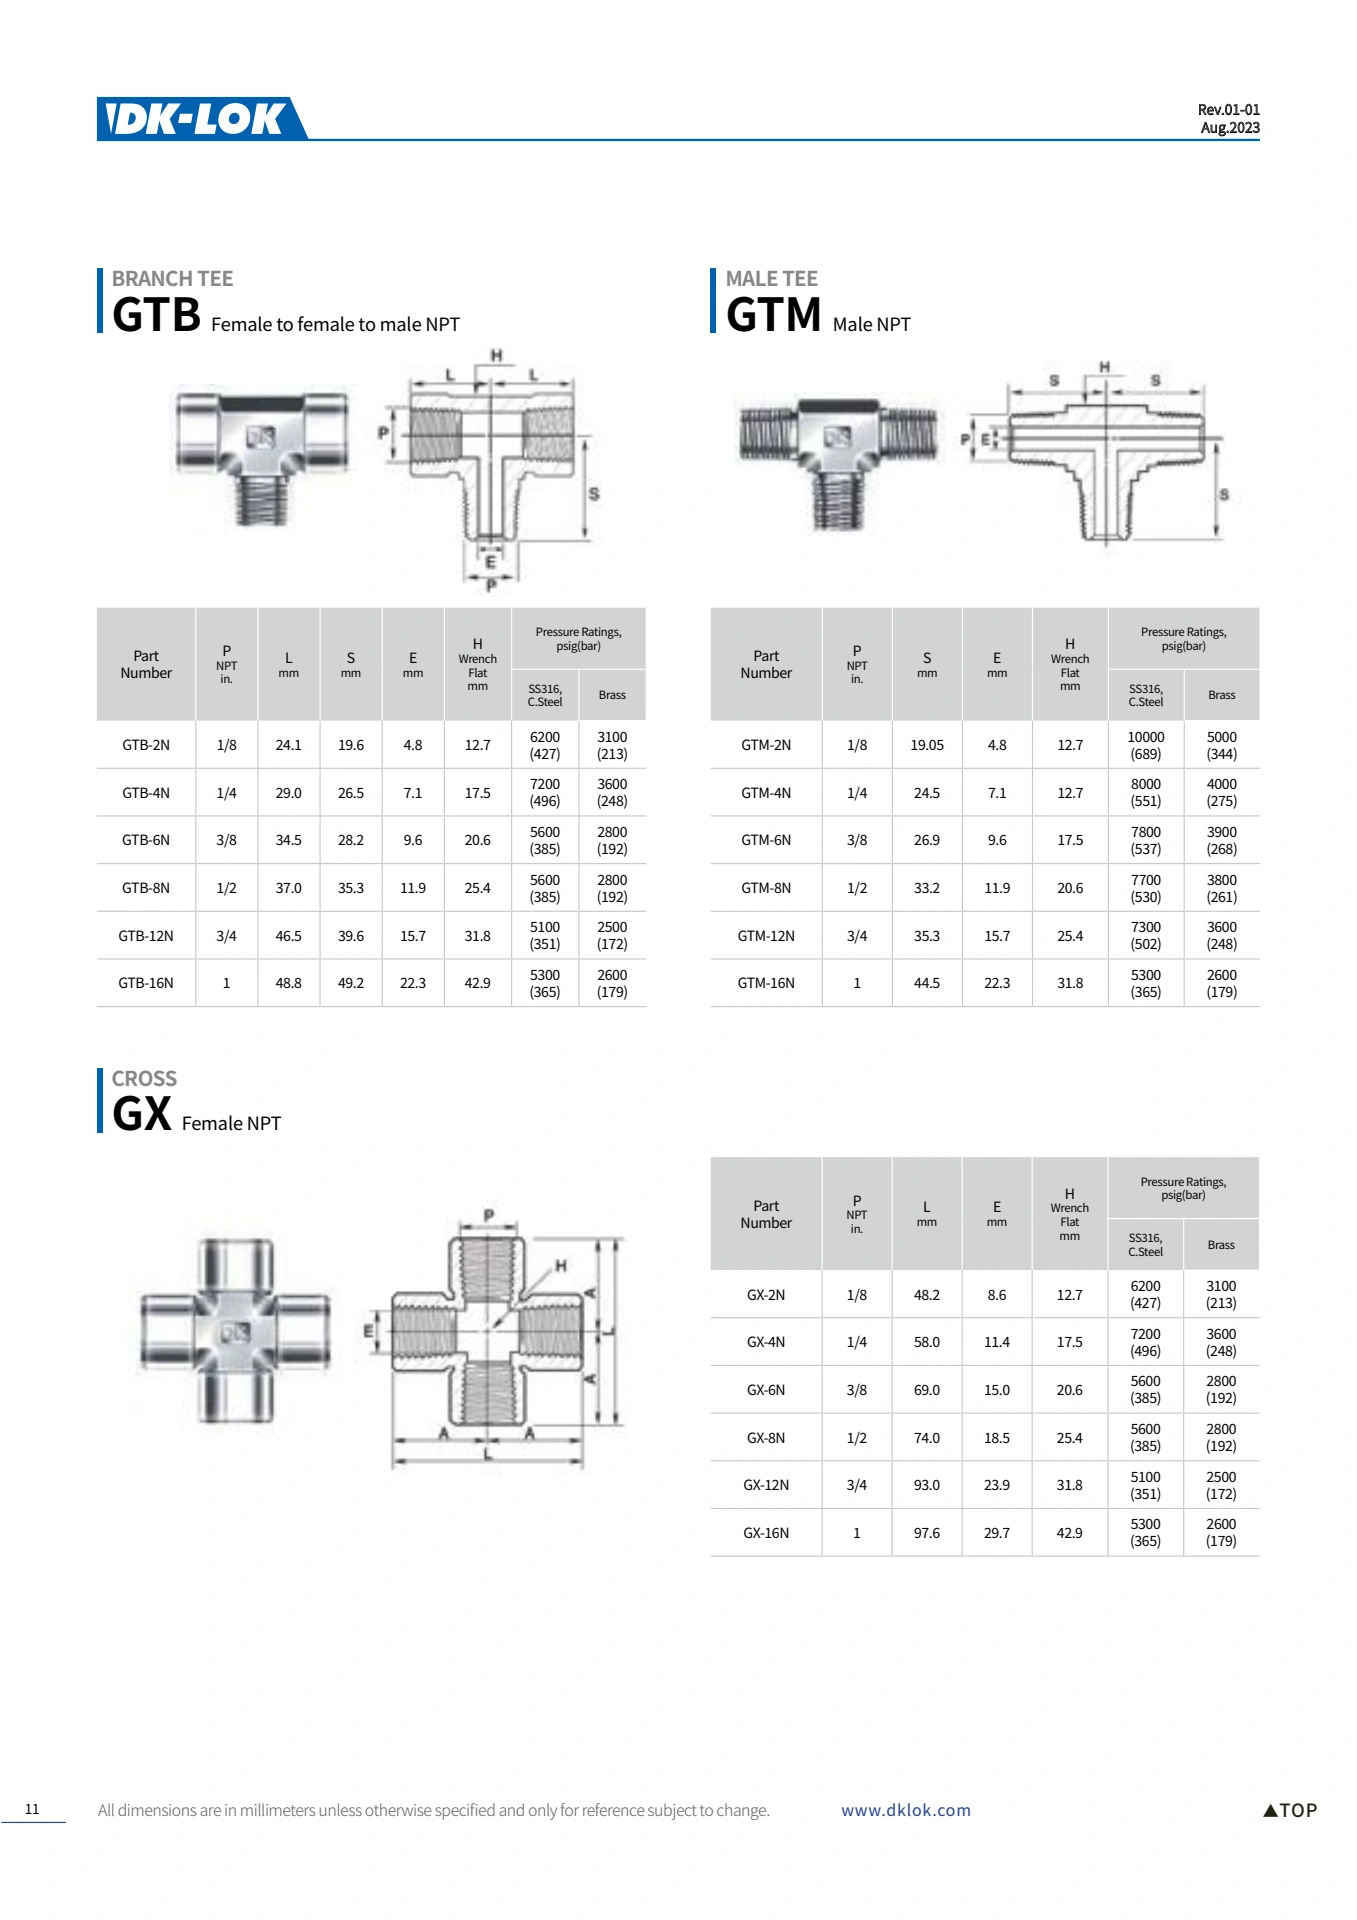 DK-LOK
Rev.01-01
Aug.2023
BRANCH TEE
GTB Female to female to male NPT
H
L L
P
S
E
P
Part Number P NPT in. L mm S mm E mm H Wrench Flat mm Pressure Ratings, psig(bar) SS316, C.Steel Brass
GTB-2N 1/8 24.1 19.6 4.8 12.7 6200 (427) 3100 (213)
GTB-4N 1/4 29.0 26.5 7.1 17.5 7200 (496) 3600 (248)
GTB-6N 3/8 34.5 28.2 9.6 20.6 5600 (385) 2800 (192)
GTB-8N 1/2 37.0 35.3 11.9 25.4 5600 (385) 2800 (192)
GTB-12N 3/4 46.5 39.6 15.7 31.8 5100 (351) 2500 (172)
GTB-16N 1 48.8 49.2 22.3 42.9 5300 (365) 2600 (179)
MALE TEE
GTM Male NPT
H
S S
P E
S
Part Number P NPT in. S mm E mm H Wrench Flat mm Pressure Ratings, psig(bar) SS316, C.Steel Brass
GTM-2N 1/8 19.05 4.8 12.7 10000 (689) 5000 (344)
GTM-4N 1/4 24.5 7.1 12.7 8000 (551) 4000 (275)
GTM-6N 3/8 26.9 9.6 17.5 7800 (537) 3900 (268)
GTM-8N 1/2 33.2 11.9 20.6 7700 (530) 3800 (261)
GTM-12N 3/4 35.3 15.7 25.4 7300 (502) 3600 (248)
GTM-16N 1 44.5 22.3 31.8 5300 (365) 2600 (179)
CROSS
GX Female NPT
P
H
A
E L
A
A A
L
Part Number P NPT in. L mm E mm H Wrench Flat mm Pressure Ratings, psig(bar) SS316, C.Steel Brass
GX-2N 1/8 48.2 8.6 12.7 6200 (427) 3100 (213)
GX-4N 1/4 58.0 11.4 17.5 7200 (496) 3600 (248)
GX-6N 3/8 69.0 15.0 20.6 5600 (385) 2800 (192)
GX-8N 1/2 74.0 18.5 25.4 5600 (385) 2800 (192)
GX-12N 3/4 93.0 23.9 31.8 5100 (351) 2500 (172)
GX-16N 1 97.6 29.7 42.9 5300 (365) 2600 (179)
11 All dimensions are in millimeters unless otherwise specified and only for reference subject to change. www.dklok.com ▲TOP